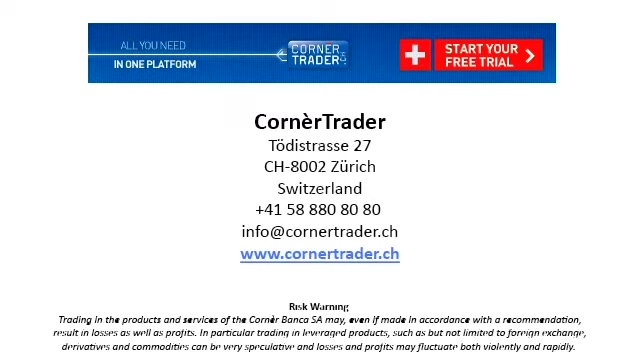 ALL YOU NEED
IN ONE PLATFORM
CORNER
TRADER.ch
START YOUR
FREE TRIAL
CornèrTrader
Tödistrasse 27
CH-8002 Zürich
Switzerland
+41 58 880 80 80
info@cornertrader.ch
www.cornertrader.ch
Risk Warning
Trading in the products and services of the Cornèr Banca SA may, even if made in accordance with a recommendation,
result in losses as well as profits. In particular trading in leveraged products, such as but not limited to foreign exchange,
derivatives and commodities can be very speculative and losses and profits may fluctuate both violently and rapidly.